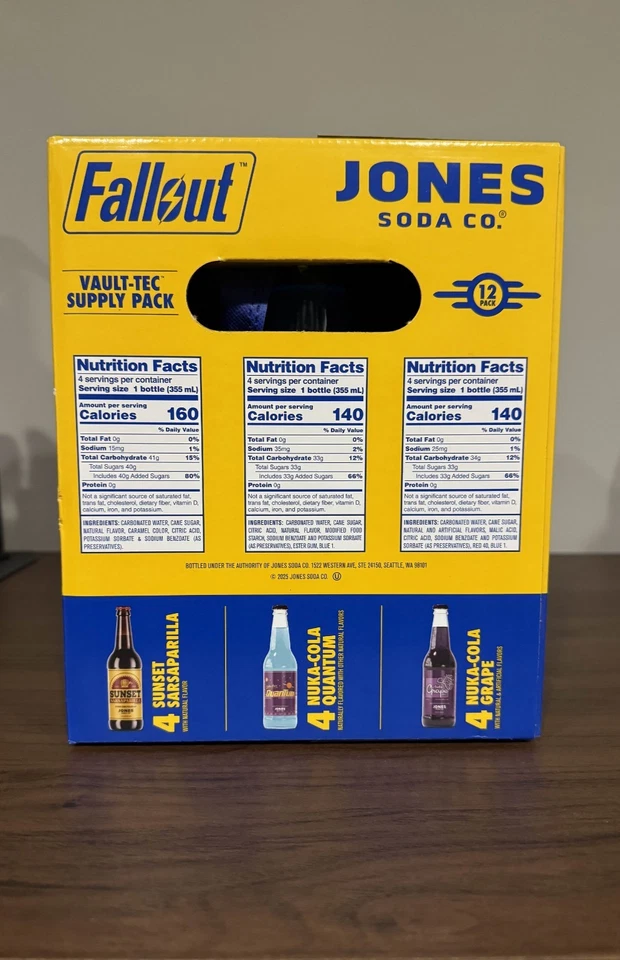 Fallout™
JONES
SODA CO.®
VAULT-TEC™
SUPPLY PACK
12
PACK
Nutrition Facts
4 servings per container
Serving size 1 bottle (355 mL)
Amount per serving
Calories 160
% Daily Value
Total Fat 0g 0%
Sodium 15mg 1%
Total Carbohydrate 41g 15%
Total Sugars 40g
Includes 40g Added Sugars 80%
Protein 0g
Not a significant source of saturated fat,
trans fat, cholesterol, dietary fiber, vitamin D,
calcium, iron, and potassium.
INGREDIENTS: CARBONATED WATER, CANE SUGAR,
NATURAL FLAVOR, CARAMEL COLOR, CITRIC ACID,
POTASSIUM SORBATE & SODIUM BENZOATE (AS
PRESERVATIVES).
Nutrition Facts
4 servings per container
Serving size 1 bottle (355 mL)
Amount per serving
Calories 140
% Daily Value
Total Fat 0g 0%
Sodium 35mg 2%
Total Carbohydrate 33g 12%
Total Sugars 33g
Includes 33g Added Sugars 66%
Protein 0g
Not a significant source of saturated fat,
trans fat, cholesterol, dietary fiber, vitamin D,
calcium, iron, and potassium.
INGREDIENTS: CARBONATED WATER, CANE SUGAR,
CITRIC ACID, NATURAL FLAVOR, MODIFIED FOOD
STARCH, SODIUM BENZOATE AND POTASSIUM SORBATE
(AS PRESERVATIVES), ESTER GUM, BLUE 1.
Nutrition Facts
4 servings per container
Serving size 1 bottle (355 mL)
Amount per serving
Calories 140
% Daily Value
Total Fat 0g 0%
Sodium 25mg 1%
Total Carbohydrate 34g 12%
Total Sugars 33g
Includes 33g Added Sugars 66%
Protein 0g
Not a significant source of saturated fat,
trans fat, cholesterol, dietary fiber, vitamin D,
calcium, iron, and potassium.
INGREDIENTS: CARBONATED WATER, CANE SUGAR,
NATURAL AND ARTIFICIAL FLAVORS, MALIC ACID,
CITRIC ACID, SODIUM BENZOATE AND POTASSIUM
SORBATE (AS PRESERVATIVES), RED 40, BLUE 1.
BOTTLED UNDER THE AUTHORITY OF JONES SODA CO. 1522 WESTERN AVE, STE 24150, SEATTLE, WA 98101
© 2025 JONES SODA CO. U
SUNSET
JONES
4 SUNSET
SARSAPARILLA
WITH NATURAL FLAVOR
Quantum
JONES
4 NUKA-COLA
QUANTUM
NATURALLY FLAVORED WITH OTHER NATURAL FLAVORS
Grape
JONES
4 NUKA-COLA
GRAPE
WITH NATURAL & ARTIFICIAL FLAVORS